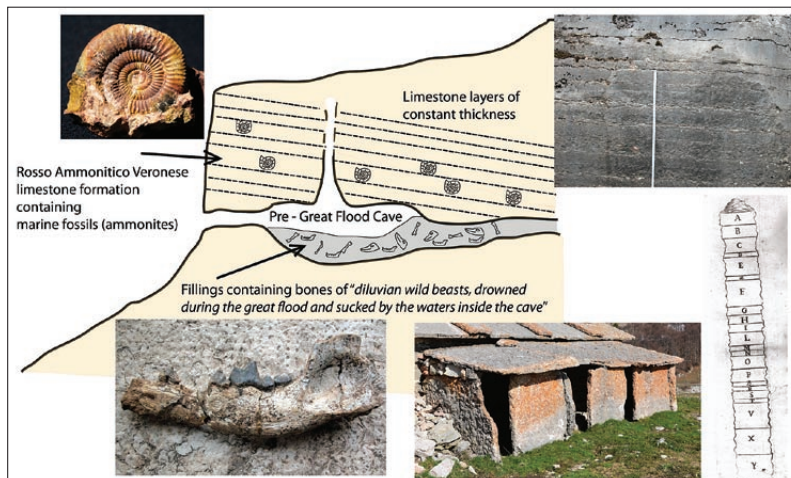 Limestone layers of
constant thickness
Rosso Ammonitico Veronese
limestone formation
containing
marine fossils (ammonites)
Pre - Great Flood Cave
Fillings containing bones of "diluvian wild beasts, drowned
during the great flood and sucked by the waters inside the cave"
A
B
C
E
F
G
H
I
L
M
N
O
P
V
X
Y